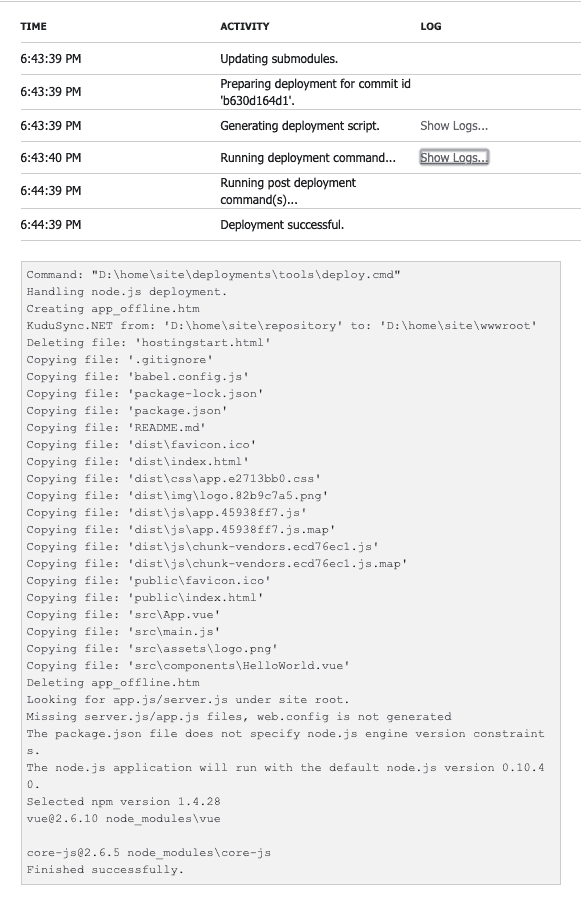 TIME ACTIVITY LOG
6:43:39 PM Updating submodules.
6:43:39 PM Preparing deployment for commit id
'b630d164d1'.
6:43:39 PM Generating deployment script. Show Logs...
6:43:40 PM Running deployment command... Show Logs...
6:44:39 PM Running post deployment
command(s)...
6:44:39 PM Deployment successful.
Command: "D:\home\site\deployments\tools\deploy.cmd"
Handling node.js deployment.
Creating app_offline.htm
KuduSync.NET from: 'D:\home\site\repository' to: 'D:\home\site\wwwroot'
Deleting file: 'hostingstart.html'
Copying file: '.gitignore'
Copying file: 'babel.config.js'
Copying file: 'package-lock.json'
Copying file: 'package.json'
Copying file: 'README.md'
Copying file: 'dist\favicon.ico'
Copying file: 'dist\index.html'
Copying file: 'dist\css\app.e2713bb0.css'
Copying file: 'dist\img\logo.82b9c7a5.png'
Copying file: 'dist\js\app.45938ff7.js'
Copying file: 'dist\js\app.45938ff7.js.map'
Copying file: 'dist\js\chunk-vendors.ecd76ec1.js'
Copying file: 'dist\js\chunk-vendors.ecd76ec1.js.map'
Copying file: 'public\favicon.ico'
Copying file: 'public\index.html'
Copying file: 'src\App.vue'
Copying file: 'src\main.js'
Copying file: 'src\assets\logo.png'
Copying file: 'src\components\HelloWorld.vue'
Deleting app_offline.htm
Looking for app.js/server.js under site root.
Missing server.js/app.js files, web.config is not generated
The package.json file does not specify node.js engine version constraint
s.
The node.js application will run with the default node.js version 0.10.4
0.
Selected npm version 1.4.28
vue@2.6.10 node_modules\vue
core-js@2.6.5 node_modules\core-js
Finished successfully.